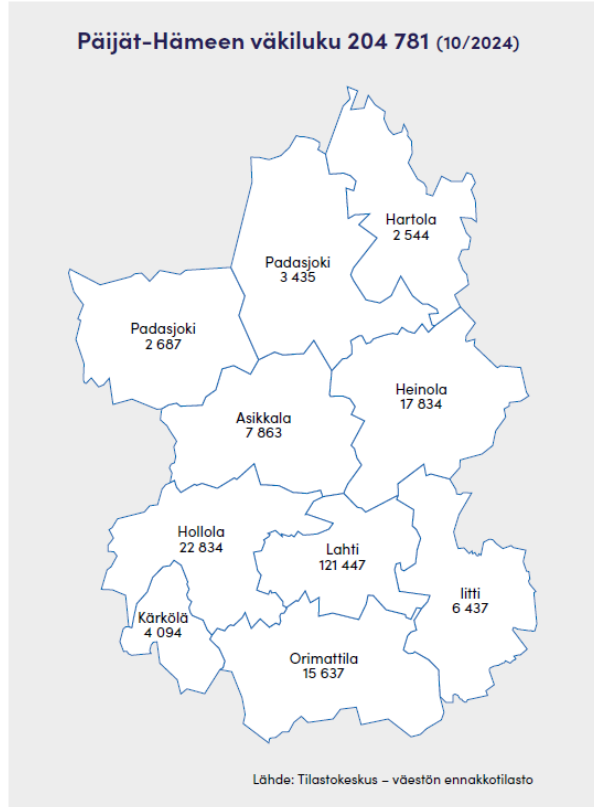 Päijät-Hämeen väkiluku 204 781 (10/2024)
Hartola
2 544
Padasjoki
3 435
Padasjoki
2 687
Heinola
17 834
Asikkala
7 863
Hollola
22 834
Lahti
121 447
Iitti
6 437
Kärkölä
4 094
Orimattila
15 637
Lähde: Tilastokeskus – väestön ennakkotilasto